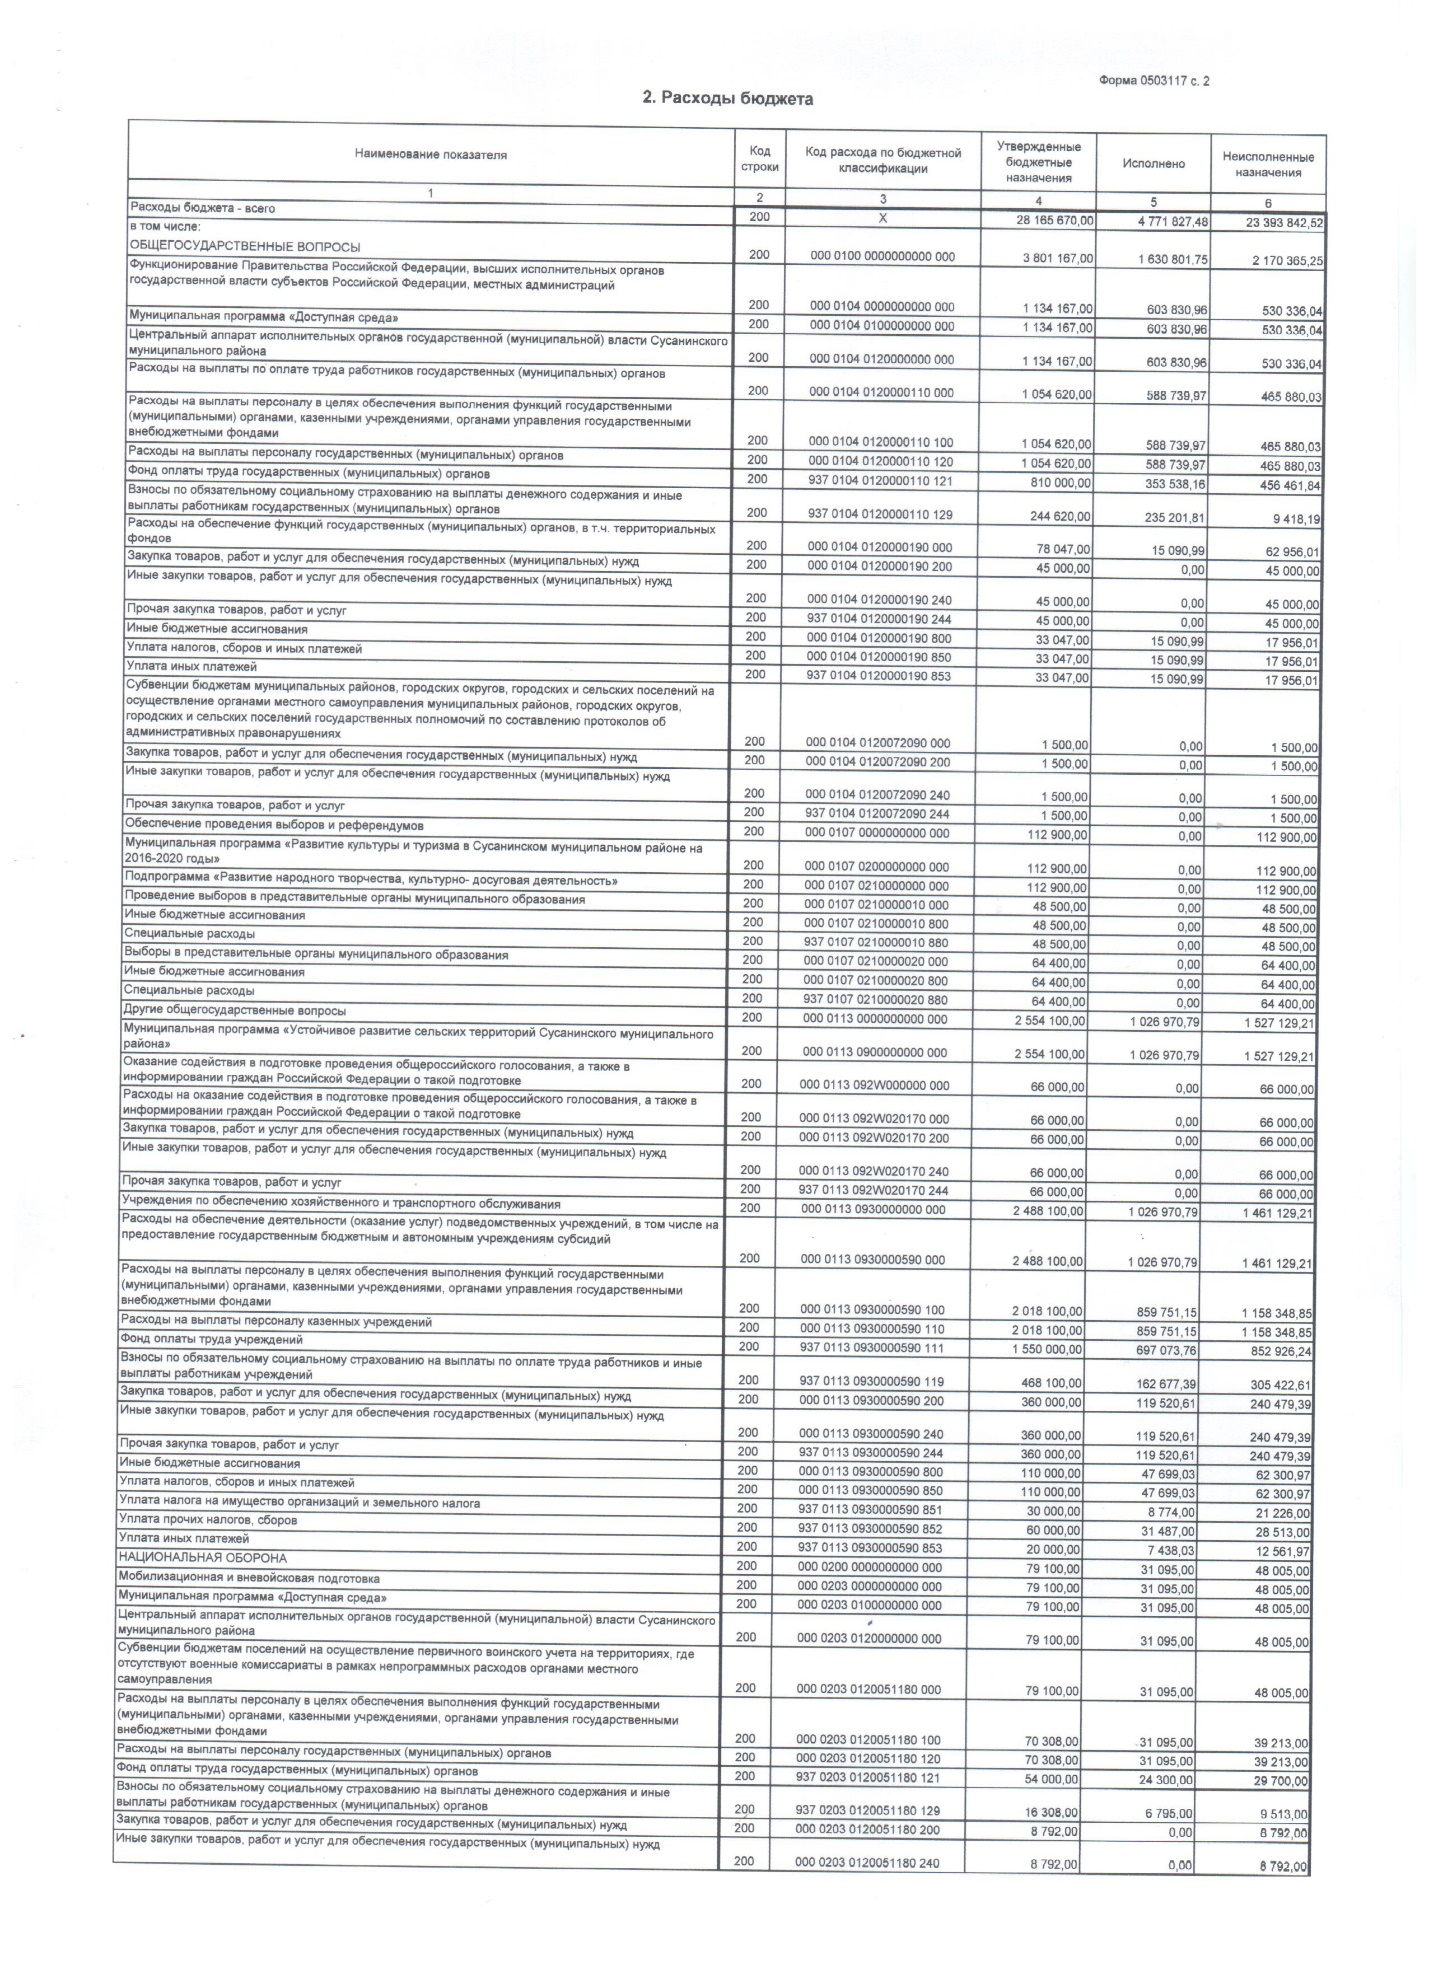 Форма 0503117 с. 2
2. Расходы бюджета
Наименование показателя | Код строки | Код расхода по бюджетной классификации | Утвержденные бюджетные назначения | Исполнено | Неисполненные назначения
1 | 2 | 3 | 4 | 5 | 6
Расходы бюджета - всего | 200 | X | 28 165 670,00 | 4 771 827,48 | 23 393 842,52
в том числе:
ОБЩЕГОСУДАРСТВЕННЫЕ ВОПРОСЫ | 200 | 000 0100 0000000000 000 | 3 801 167,00 | 1 630 801,75 | 2 170 365,25
Функционирование Правительства Российской Федерации, высших исполнительных органов
государственной власти субъектов Российской Федерации, местных администраций | 200 | 000 0104 0000000000 000 | 1 134 167,00 | 603 830,96 | 530 336,04
Муниципальная программа «Доступная среда» | 200 | 000 0104 0100000000 000 | 1 134 167,00 | 603 830,96 | 530 336,04
Центральный аппарат исполнительных органов государственной (муниципальной) власти Сусанинского
муниципального района | 200 | 000 0104 0120000000 000 | 1 134 167,00 | 603 830,96 | 530 336,04
Расходы на выплаты по оплате труда работников государственных (муниципальных) органов | 200 | 000 0104 0120000110 000 | 1 054 620,00 | 588 739,97 | 465 880,03
Расходы на выплаты персоналу в целях обеспечения выполнения функций государственными
(муниципальными) органами, казенными учреждениями, органами управления государственными
внебюджетными фондами | 200 | 000 0104 0120000110 100 | 1 054 620,00 | 588 739,97 | 465 880,03
Расходы на выплаты персоналу государственных (муниципальных) органов | 200 | 000 0104 0120000110 120 | 1 054 620,00 | 588 739,97 | 465 880,03
Фонд оплаты труда государственных (муниципальных) органов | 200 | 937 0104 0120000110 121 | 810 000,00 | 353 538,16 | 456 461,84
Взносы по обязательному социальному страхованию на выплаты денежного содержания и иные
выплаты работникам государственных (муниципальных) органов | 200 | 937 0104 0120000110 129 | 244 620,00 | 235 201,81 | 9 418,19
Расходы на обеспечение функций государственных (муниципальных) органов, в т.ч. территориальных
фондов | 200 | 000 0104 0120000190 000 | 78 047,00 | 15 090,99 | 62 956,01
Закупка товаров, работ и услуг для обеспечения государственных (муниципальных) нужд | 200 | 000 0104 0120000190 200 | 45 000,00 | 0,00 | 45 000,00
Иные закупки товаров, работ и услуг для обеспечения государственных (муниципальных) нужд | 200 | 000 0104 0120000190 240 | 45 000,00 | 0,00 | 45 000,00
Прочая закупка товаров, работ и услуг | 200 | 937 0104 0120000190 244 | 45 000,00 | 0,00 | 45 000,00
Иные бюджетные ассигнования | 200 | 000 0104 0120000190 800 | 33 047,00 | 15 090,99 | 17 956,01
Уплата налогов, сборов и иных платежей | 200 | 000 0104 0120000190 850 | 33 047,00 | 15 090,99 | 17 956,01
Уплата иных платежей | 200 | 937 0104 0120000190 853 | 33 047,00 | 15 090,99 | 17 956,01
Субвенции бюджетам муниципальных районов, городских округов, городских и сельских поселений на
осуществление органами местного самоуправления муниципальных районов, городских округов,
городских и сельских поселений государственных полномочий по составлению протоколов об
административных правонарушениях | 200 | 000 0104 0120072090 000 | 1 500,00 | 0,00 | 1 500,00
Закупка товаров, работ и услуг для обеспечения государственных (муниципальных) нужд | 200 | 000 0104 0120072090 200 | 1 500,00 | 0,00 | 1 500,00
Иные закупки товаров, работ и услуг для обеспечения государственных (муниципальных) нужд | 200 | 000 0104 0120072090 240 | 1 500,00 | 0,00 | 1 500,00
Прочая закупка товаров, работ и услуг | 200 | 937 0104 0120072090 244 | 1 500,00 | 0,00 | 1 500,00
Обеспечение проведения выборов и референдумов | 200 | 000 0107 0000000000 000 | 112 900,00 | 0,00 | 112 900,00
Муниципальная программа «Развитие культуры и туризма в Сусанинском муниципальном районе на
2016-2020 годы» | 200 | 000 0107 0200000000 000 | 112 900,00 | 0,00 | 112 900,00
Подпрограмма «Развитие народного творчества, культурно- досуговая деятельность» | 200 | 000 0107 0210000000 000 | 112 900,00 | 0,00 | 112 900,00
Проведение выборов в представительные органы муниципального образования | 200 | 000 0107 0210000010 000 | 48 500,00 | 0,00 | 48 500,00
Иные бюджетные ассигнования | 200 | 000 0107 0210000010 800 | 48 500,00 | 0,00 | 48 500,00
Специальные расходы | 200 | 937 0107 0210000010 880 | 48 500,00 | 0,00 | 48 500,00
Выборы в представительные органы муниципального образования | 200 | 000 0107 0210000020 000 | 64 400,00 | 0,00 | 64 400,00
Иные бюджетные ассигнования | 200 | 000 0107 0210000020 800 | 64 400,00 | 0,00 | 64 400,00
Специальные расходы | 200 | 937 0107 0210000020 880 | 64 400,00 | 0,00 | 64 400,00
Другие общегосударственные вопросы | 200 | 000 0113 0000000000 000 | 2 554 100,00 | 1 026 970,79 | 1 527 129,21
Муниципальная программа «Устойчивое развитие сельских территорий Сусанинского муниципального
района» | 200 | 000 0113 0900000000 000 | 2 554 100,00 | 1 026 970,79 | 1 527 129,21
Оказание содействия в подготовке проведения общероссийского голосования, а также в
информировании граждан Российской Федерации о такой подготовке | 200 | 000 0113 092W000000 000 | 66 000,00 | 0,00 | 66 000,00
Расходы на оказание содействия в подготовке проведения общероссийского голосования, а также в
информировании граждан Российской Федерации о такой подготовке | 200 | 000 0113 092W020170 000 | 66 000,00 | 0,00 | 66 000,00
Закупка товаров, работ и услуг для обеспечения государственных (муниципальных) нужд | 200 | 000 0113 092W020170 200 | 66 000,00 | 0,00 | 66 000,00
Иные закупки товаров, работ и услуг для обеспечения государственных (муниципальных) нужд | 200 | 000 0113 092W020170 240 | 66 000,00 | 0,00 | 66 000,00
Прочая закупка товаров, работ и услуг | 200 | 937 0113 092W020170 244 | 66 000,00 | 0,00 | 66 000,00
Учреждения по обеспечению хозяйственного и транспортного обслуживания | 200 | 000 0113 0930000000 000 | 2 488 100,00 | 1 026 970,79 | 1 461 129,21
Расходы на обеспечение деятельности (оказание услуг) подведомственных учреждений, в том числе на
предоставление государственным бюджетным и автономным учреждениям субсидий | 200 | 000 0113 0930000590 000 | 2 488 100,00 | 1 026 970,79 | 1 461 129,21
Расходы на выплаты персоналу в целях обеспечения выполнения функций государственными
(муниципальными) органами, казенными учреждениями, органами управления государственными
внебюджетными фондами | 200 | 000 0113 0930000590 100 | 2 018 100,00 | 859 751,15 | 1 158 348,85
Расходы на выплаты персоналу казенных учреждений | 200 | 000 0113 0930000590 110 | 2 018 100,00 | 859 751,15 | 1 158 348,85
Фонд оплаты труда учреждений | 200 | 937 0113 0930000590 111 | 1 550 000,00 | 697 073,76 | 852 926,24
Взносы по обязательному социальному страхованию на выплаты по оплате труда работников и иные
выплаты работникам учреждений | 200 | 937 0113 0930000590 119 | 468 100,00 | 162 677,39 | 305 422,61
Закупка товаров, работ и услуг для обеспечения государственных (муниципальных) нужд | 200 | 000 0113 0930000590 200 | 360 000,00 | 119 520,61 | 240 479,39
Иные закупки товаров, работ и услуг для обеспечения государственных (муниципальных) нужд | 200 | 000 0113 0930000590 240 | 360 000,00 | 119 520,61 | 240 479,39
Прочая закупка товаров, работ и услуг | 200 | 937 0113 0930000590 244 | 360 000,00 | 119 520,61 | 240 479,39
Иные бюджетные ассигнования | 200 | 000 0113 0930000590 800 | 110 000,00 | 47 699,03 | 62 300,97
Уплата налогов, сборов и иных платежей | 200 | 000 0113 0930000590 850 | 110 000,00 | 47 699,03 | 62 300,97
Уплата налога на имущество организаций и земельного налога | 200 | 937 0113 0930000590 851 | 30 000,00 | 8 774,00 | 21 226,00
Уплата прочих налогов, сборов | 200 | 937 0113 0930000590 852 | 60 000,00 | 31 487,00 | 28 513,00
Уплата иных платежей | 200 | 937 0113 0930000590 853 | 20 000,00 | 7 438,03 | 12 561,97
НАЦИОНАЛЬНАЯ ОБОРОНА | 200 | 000 0200 0000000000 000 | 79 100,00 | 31 095,00 | 48 005,00
Мобилизационная и вневойсковая подготовка | 200 | 000 0203 0000000000 000 | 79 100,00 | 31 095,00 | 48 005,00
Муниципальная программа «Доступная среда» | 200 | 000 0203 0100000000 000 | 79 100,00 | 31 095,00 | 48 005,00
Центральный аппарат исполнительных органов государственной (муниципальной) власти Сусанинского
муниципального района | 200 | 000 0203 0120000000 000 | 79 100,00 | 31 095,00 | 48 005,00
Субвенции бюджетам поселений на осуществление первичного воинского учета на территориях, где
отсутствуют военные комиссариаты в рамках непрограммных расходов органами местного
самоуправления | 200 | 000 0203 0120051180 000 | 79 100,00 | 31 095,00 | 48 005,00
Расходы на выплаты персоналу в целях обеспечения выполнения функций государственными
(муниципальными) органами, казенными учреждениями, органами управления государственными
внебюджетными фондами | 200 | 000 0203 0120051180 100 | 70 308,00 | 31 095,00 | 39 213,00
Расходы на выплаты персоналу государственных (муниципальных) органов | 200 | 000 0203 0120051180 120 | 70 308,00 | 31 095,00 | 39 213,00
Фонд оплаты труда государственных (муниципальных) органов | 200 | 937 0203 0120051180 121 | 54 000,00 | 24 300,00 | 29 700,00
Взносы по обязательному социальному страхованию на выплаты денежного содержания и иные
выплаты работникам государственных (муниципальных) органов | 200 | 937 0203 0120051180 129 | 16 308,00 | 6 795,00 | 9 513,00
Закупка товаров, работ и услуг для обеспечения государственных (муниципальных) нужд | 200 | 000 0203 0120051180 200 | 8 792,00 | 0,00 | 8 792,00
Иные закупки товаров, работ и услуг для обеспечения государственных (муниципальных) нужд | 200 | 000 0203 0120051180 240 | 8 792,00 | 0,00 | 8 792,00